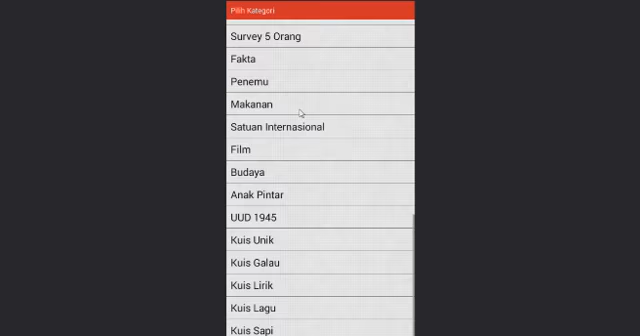 Pilih Kategori
Survey 5 Orang
Fakta
Penemu
Makanan
Satuan Internasional
Film
Budaya
Anak Pintar
UUD 1945
Kuis Unik
Kuis Galau
Kuis Lirik
Kuis Lagu
Kuis Sapi